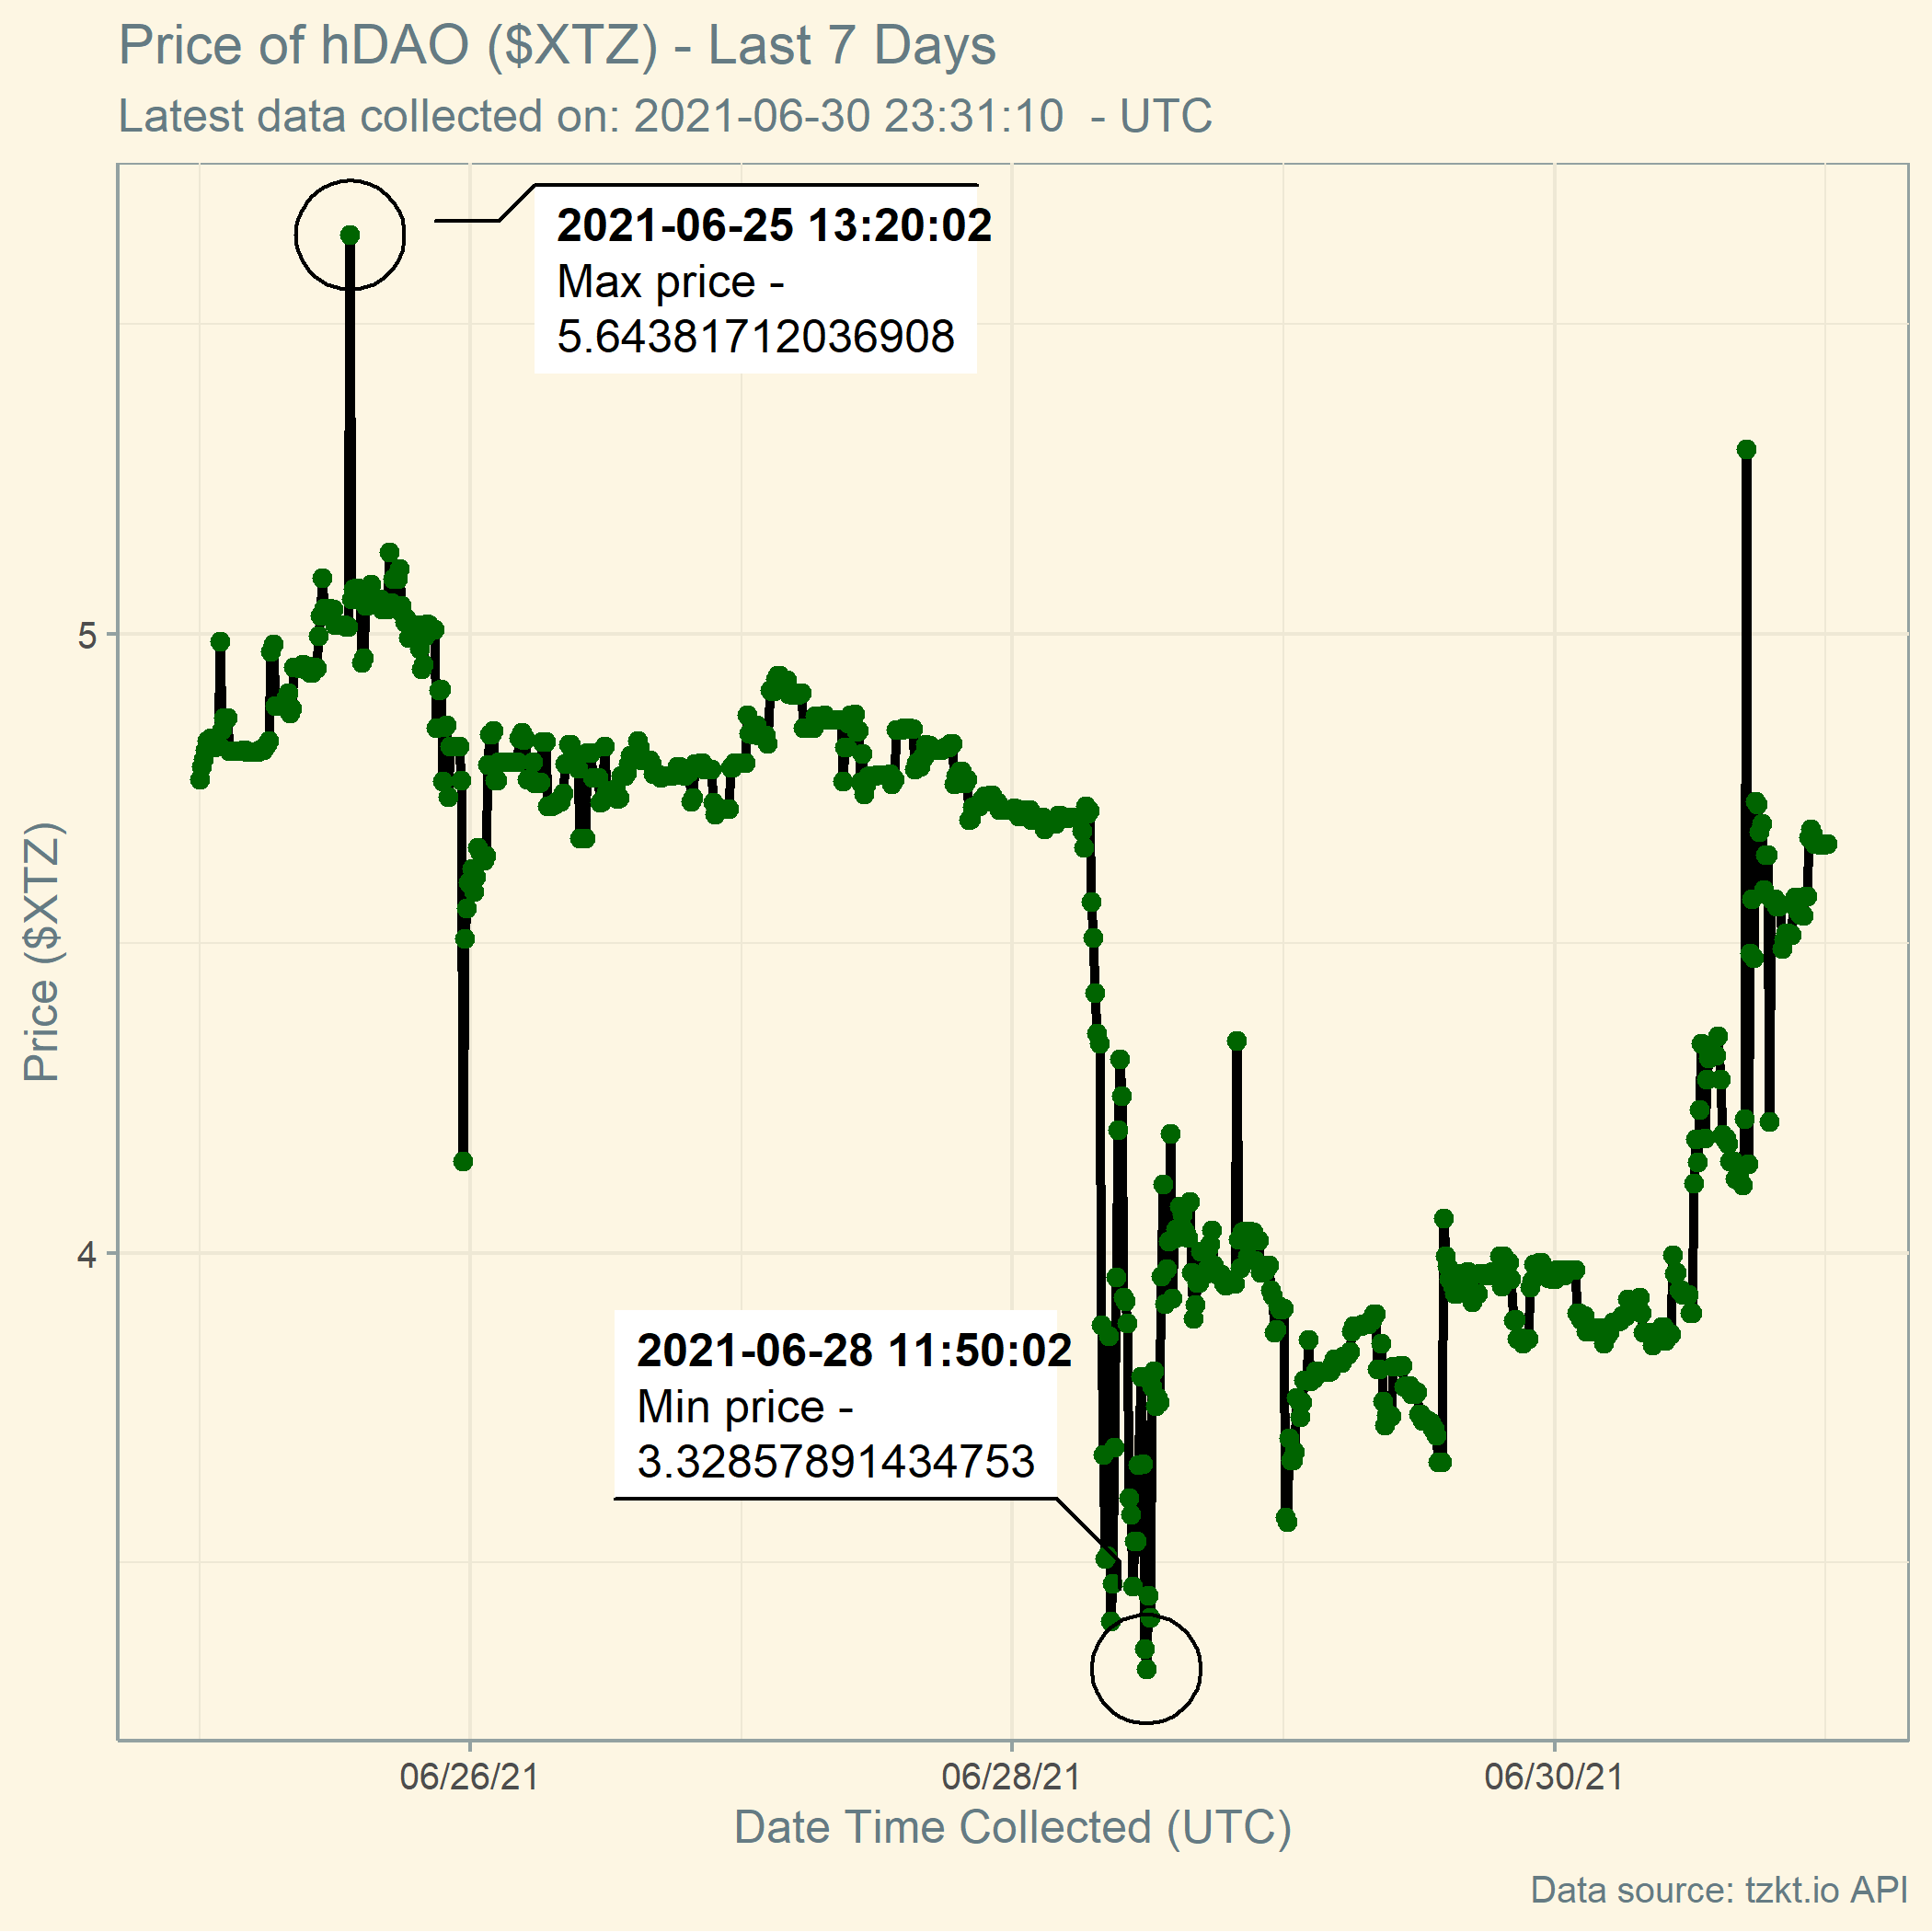 Price of hDAO ($XTZ) - Last 7 Days
Latest data collected on: 2021-06-30 23:31:10  - UTC
2021-06-25 13:20:02
Max price -
5.64381712036908
5
Price ($XTZ)
4
2021-06-28 11:50:02
Min price -
3.32857891434753
06/26/21
06/28/21
06/30/21
Date Time Collected (UTC)
Data source: tzkt.io API